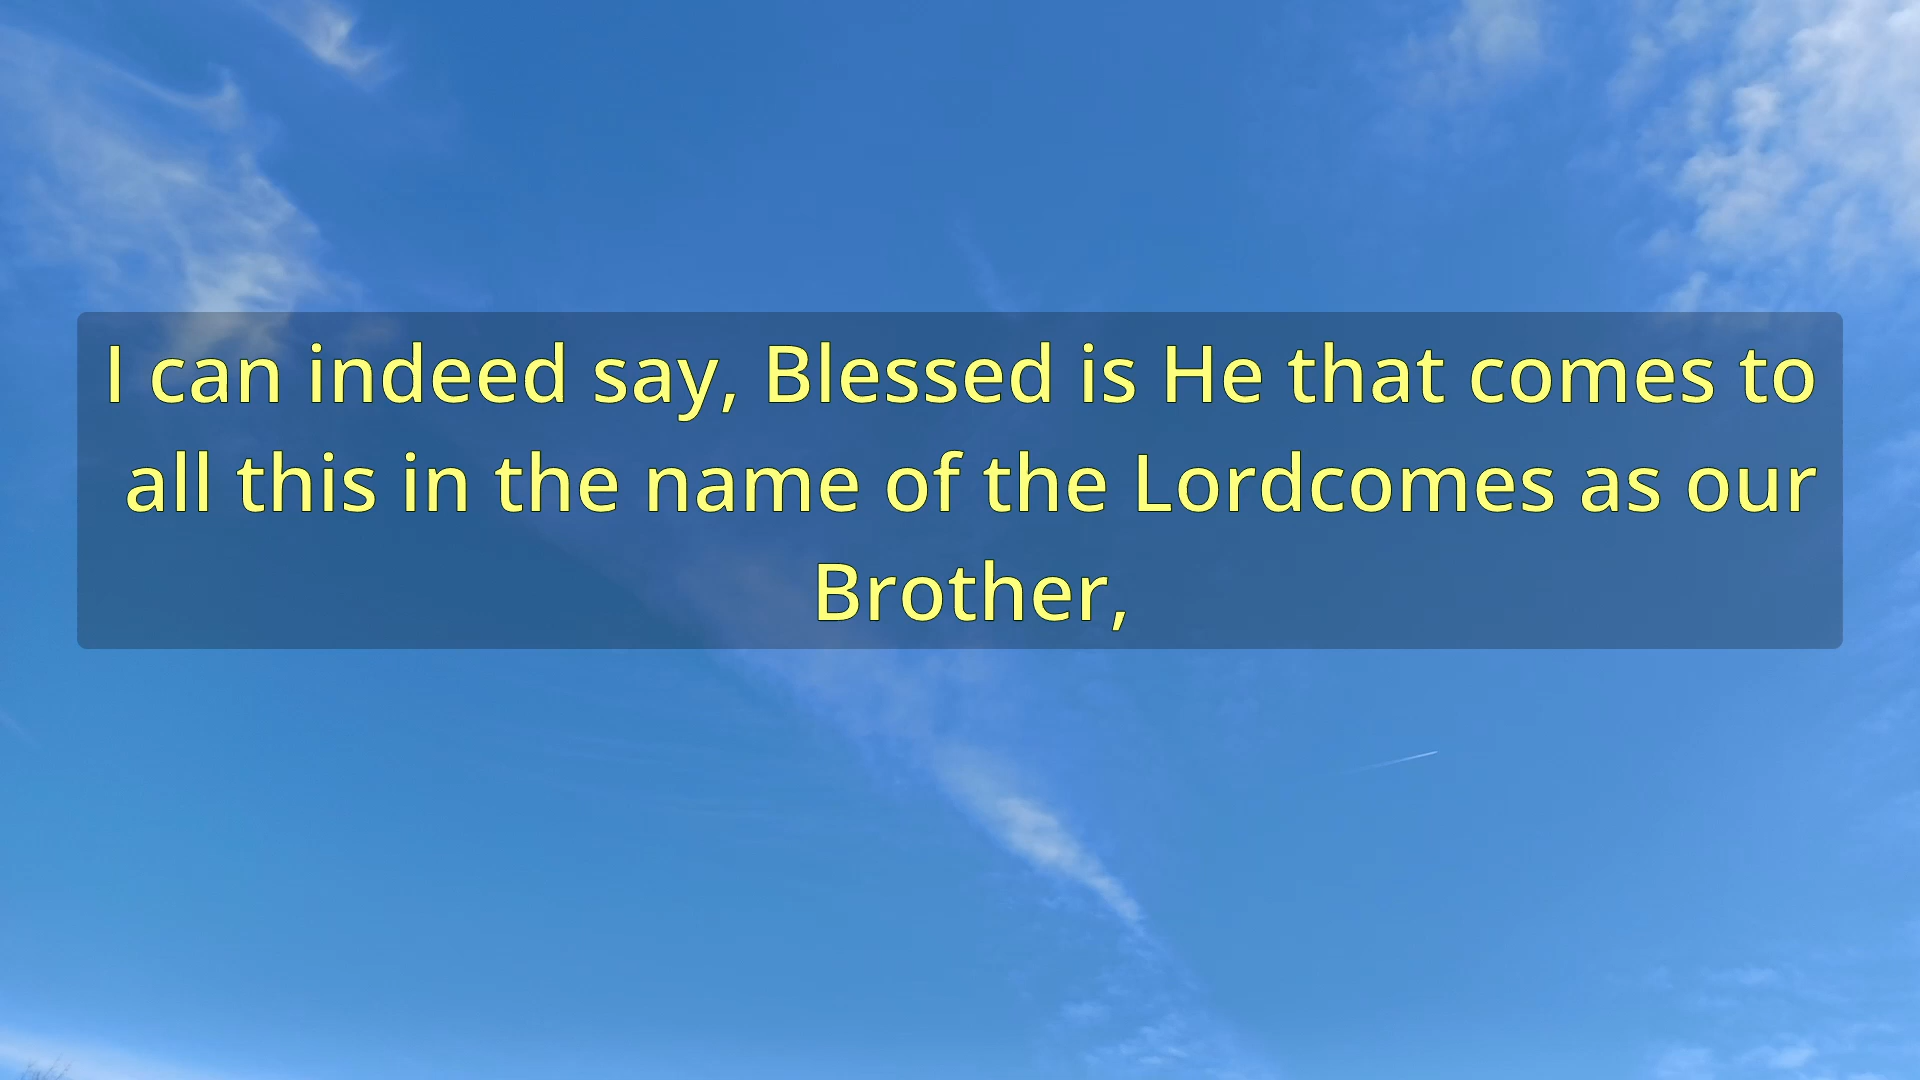 I can indeed say, Blessed is He that comes to
all this in the name of the Lordcomes as our
Brother,